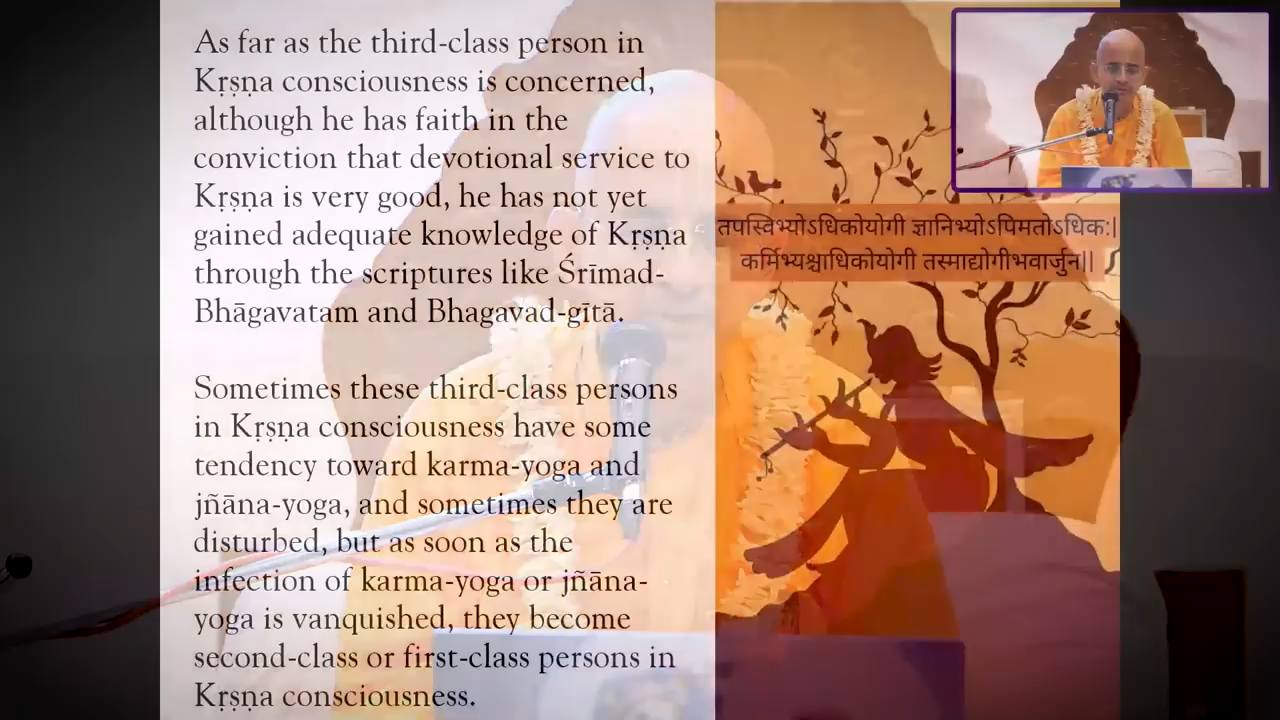 As far as the third-class person in
Kṛṣṇa consciousness is concerned,
although he has faith in the
conviction that devotional service to
Kṛṣṇa is very good, he has not yet
gained adequate knowledge of Kṛṣṇa
through the scriptures like Śrīmad-
Bhāgavatam and Bhagavad-gītā.
Sometimes these third-class persons
in Kṛṣṇa consciousness have some
tendency toward karma-yoga and
jñāna-yoga, and sometimes they are
disturbed, but as soon as the
infection of karma-yoga or jñāna-
yoga is vanquished, they become
second-class or first-class persons in
Kṛṣṇa consciousness.
तपस्विभ्योऽधिकोयोगी ज्ञानिभ्योऽपिमतोऽधिक:|
कर्मिभ्यश्चाधिकोयोगी तस्माद्योगीभवार्जुन||